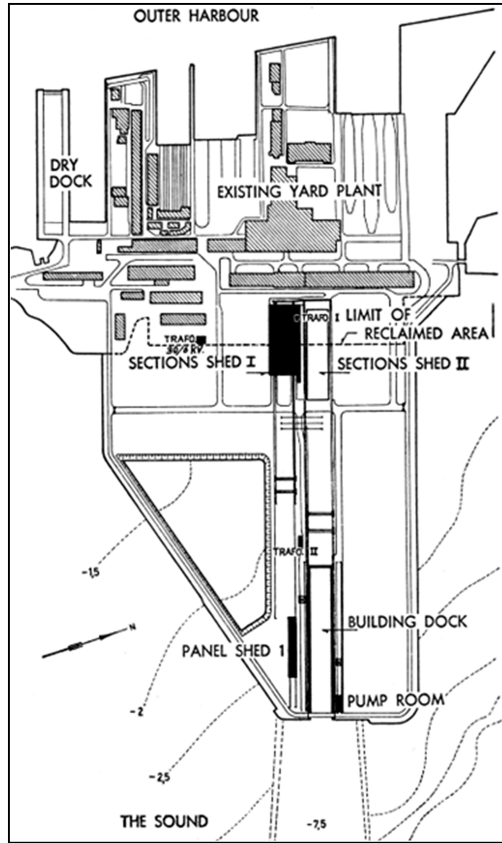 OUTER HARBOUR
DRY
DOCK
EXISTING YARD PLANT
TRAFO I
LIMIT OF
RECLAIMED AREA
TRAFO.
SECTIONS SHED I
SECTIONS SHED II
TRAFO. II
-1,5
BUILDING DOCK
N
PANEL SHED 1
PUMP ROOM
-2
-2,5
THE SOUND
-7,5